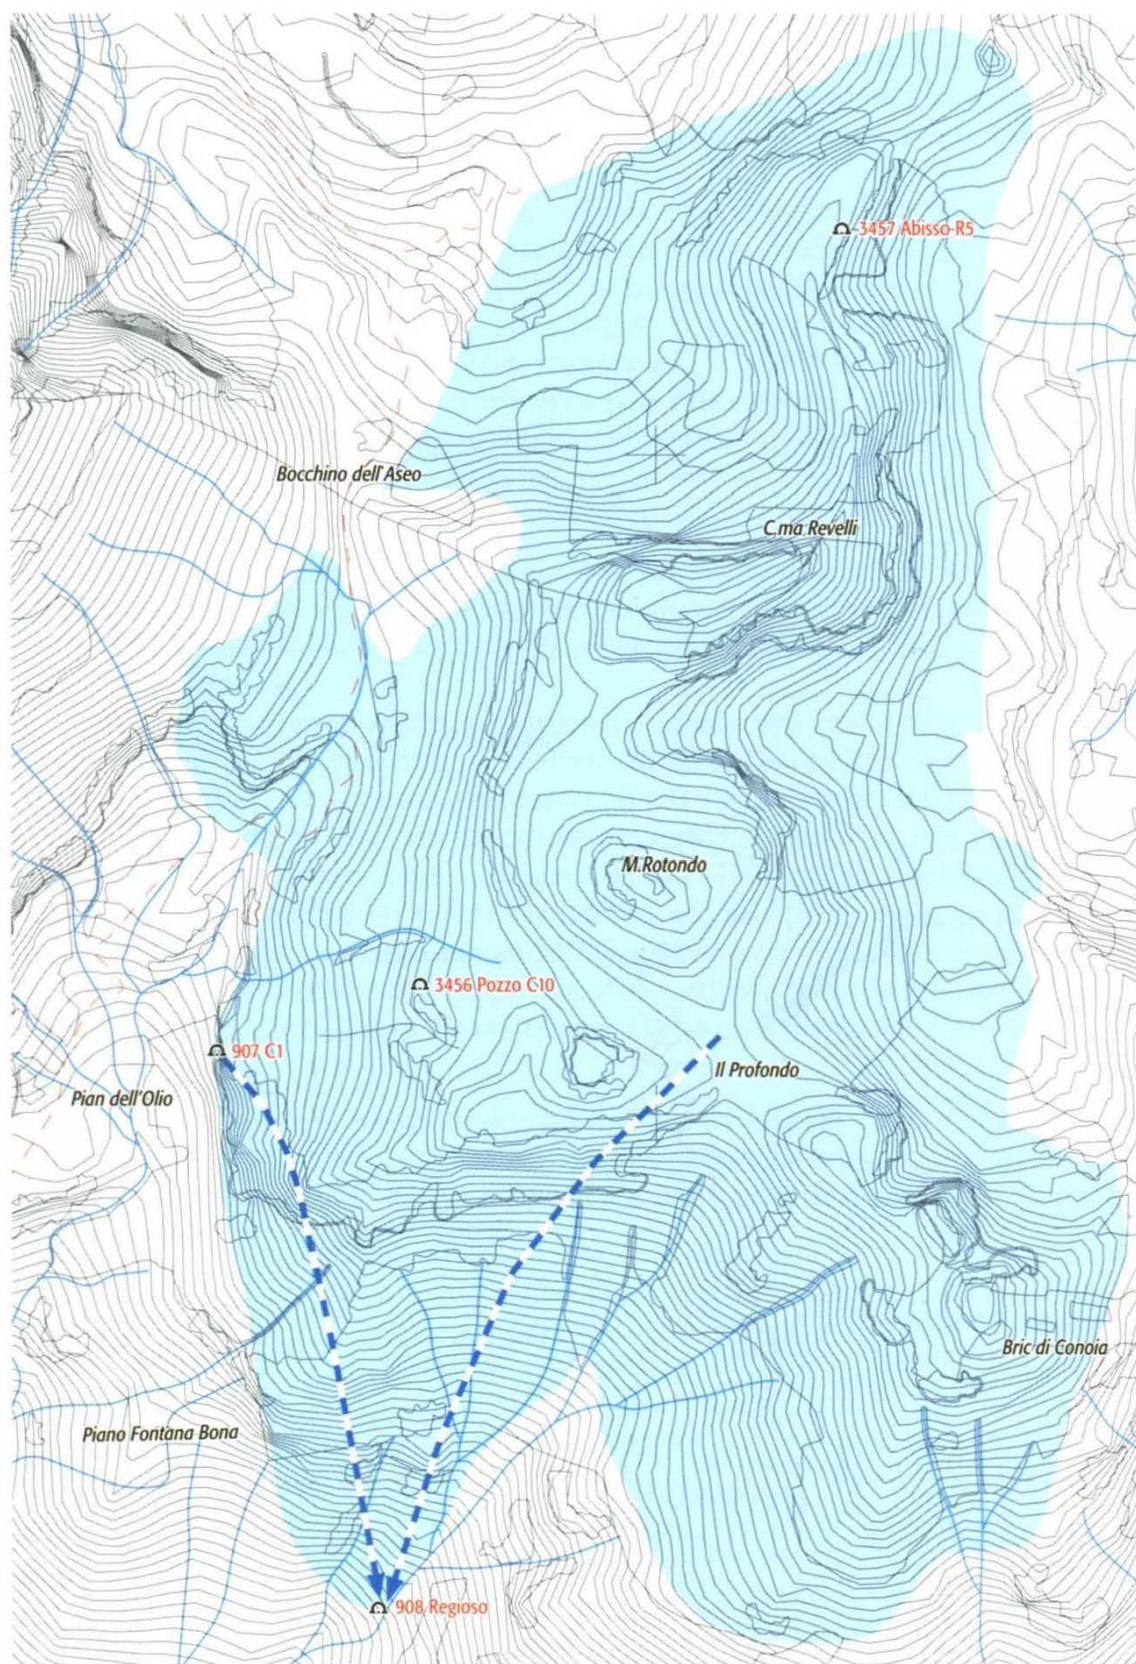 3457 Abisso R5
Bocchino dell'Aseo
C.ma Revelli
M.Rotondo
3456 Pozzo C10
907 C1
Il Profondo
Pian dell'Olio
Bric di Conoia
Piano Fontana Bona
908 Regioso